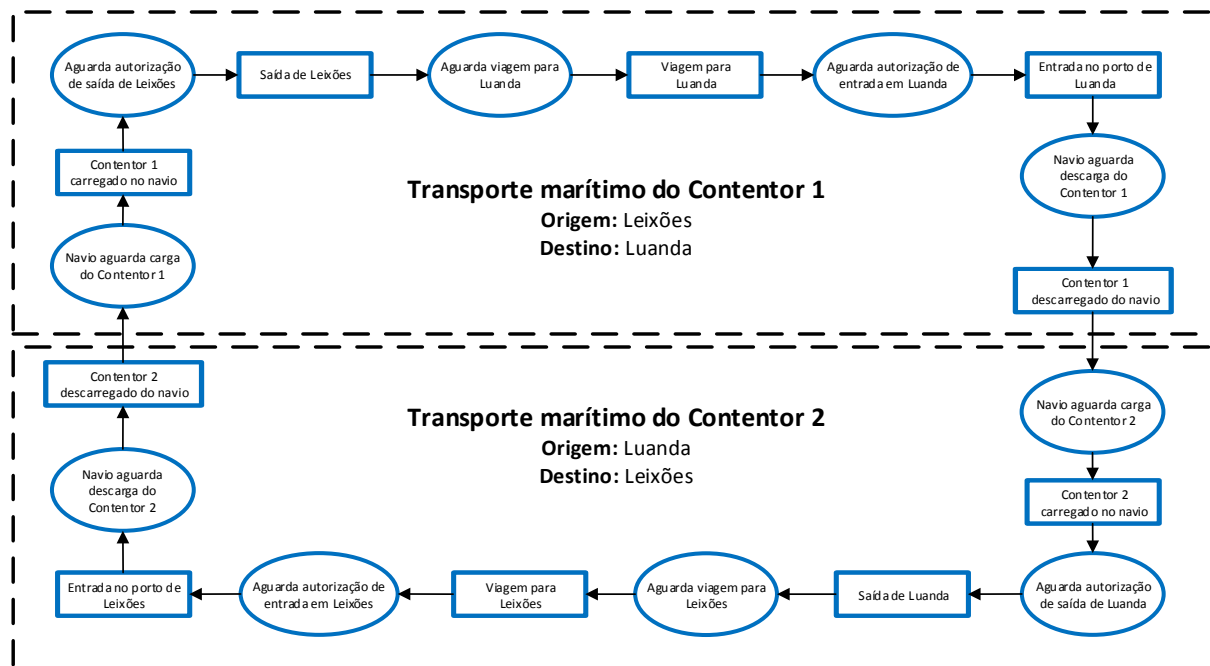 Aguarda autorização
de saída de Leixões
Saída de Leixões
Aguarda viagem para
Luanda
Viagem para
Luanda
Aguarda autorização de
entrada em Luanda
Entrada no porto de
Luanda
Contentor 1
carregado no navio
Navio aguarda
descarga do
Contentor 1
Transporte marítimo do Contentor 1
Origem: Leixões
Destino: Luanda
Navio aguarda carga
do Contentor 1
Contentor 1
descarregado do navio
Contentor 2
descarregado do navio
Navio aguarda carga
do Contentor 2
Transporte marítimo do Contentor 2
Origem: Luanda
Destino: Leixões
Navio aguarda
descarga do
Contentor 2
Contentor 2
carregado no navio
Entrada no porto de
Leixões
Aguarda autorização de
entrada em Leixões
Viagem para
Leixões
Aguarda viagem para
Leixões
Saída de Luanda
Aguarda autorização
de saída de Luanda